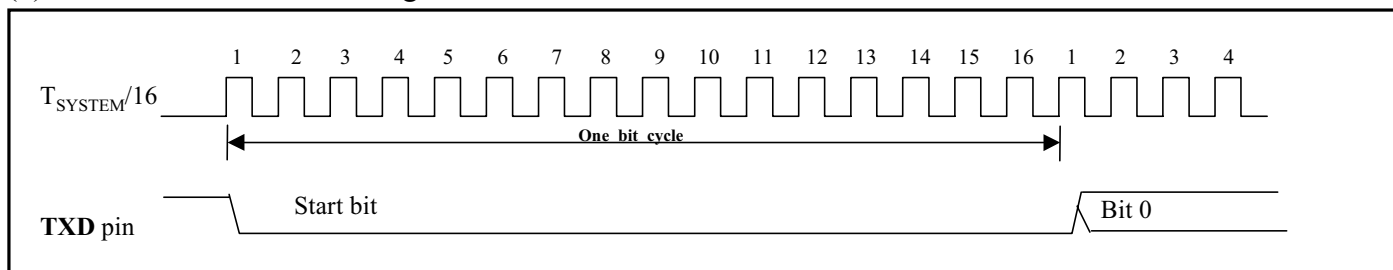 1 2 3 4 5 6 7 8 9 10 11 12 13 14 15 16 1 2 3 4
TSYSTEM/16
One bit cycle
Start bit
Bit 0
TXD pin